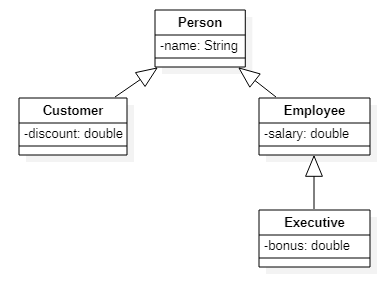 Person
-name: String
Customer
-discount: double
Employee
-salary: double
Executive
-bonus: double